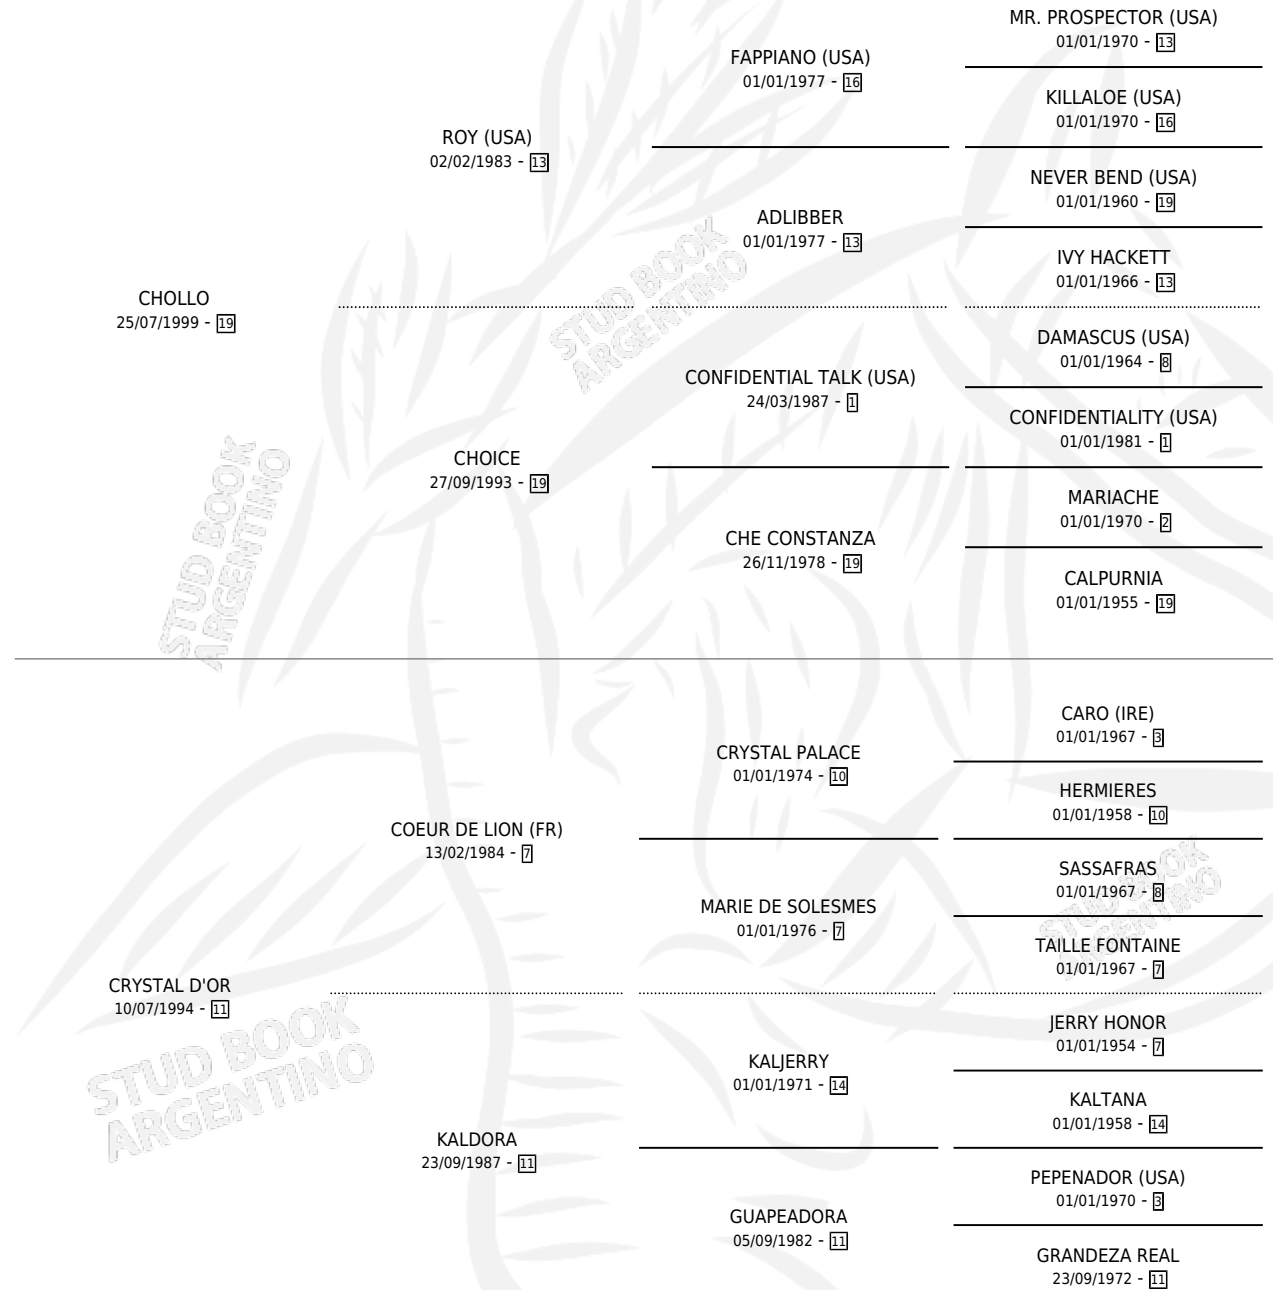 MR. PROSPECTOR (USA)
01/01/1970 - 13
FAPPIANO (USA)
01/01/1977 - 16
KILLALOE (USA)
01/01/1970 - 16
ROY (USA)
02/02/1983 - 13
NEVER BEND (USA)
01/01/1960 - 19
ADLIBBER
01/01/1977 - 13
IVY HACKETT
01/01/1966 - 13
CHOLLO
25/07/1999 - 19
DAMASCUS (USA)
01/01/1964 - 8
CONFIDENTIAL TALK (USA)
24/03/1987 - 1
CONFIDENTIALITY (USA)
01/01/1981 - 1
CHOICE
27/09/1993 - 19
MARIACHE
01/01/1970 - 2
CHE CONSTANZA
26/11/1978 - 19
CALPURNIA
01/01/1955 - 19
CARO (IRE)
01/01/1967 - 3
CRYSTAL PALACE
01/01/1974 - 10
HERMIERES
01/01/1958 - 10
COEUR DE LION (FR)
13/02/1984 - 7
SASSAFRAS
01/01/1967 - 8
MARIE DE SOLESMES
01/01/1976 - 7
TAILLE FONTAINE
01/01/1967 - 7
CRYSTAL D'OR
10/07/1994 - 11
JERRY HONOR
01/01/1954 - 7
KALJERRY
01/01/1971 - 14
KALTANA
01/01/1958 - 14
KALDORA
23/09/1987 - 11
PEPENADOR (USA)
01/01/1970 - 3
GUAPEADORA
05/09/1982 - 11
GRANDEZA REAL
23/09/1972 - 11
STUD BOOK
ARGENTINO
STUD BOOK
ARGENTINO
STUD BOOK
ARGENTINO
STUD BOOK
ARGENTINO